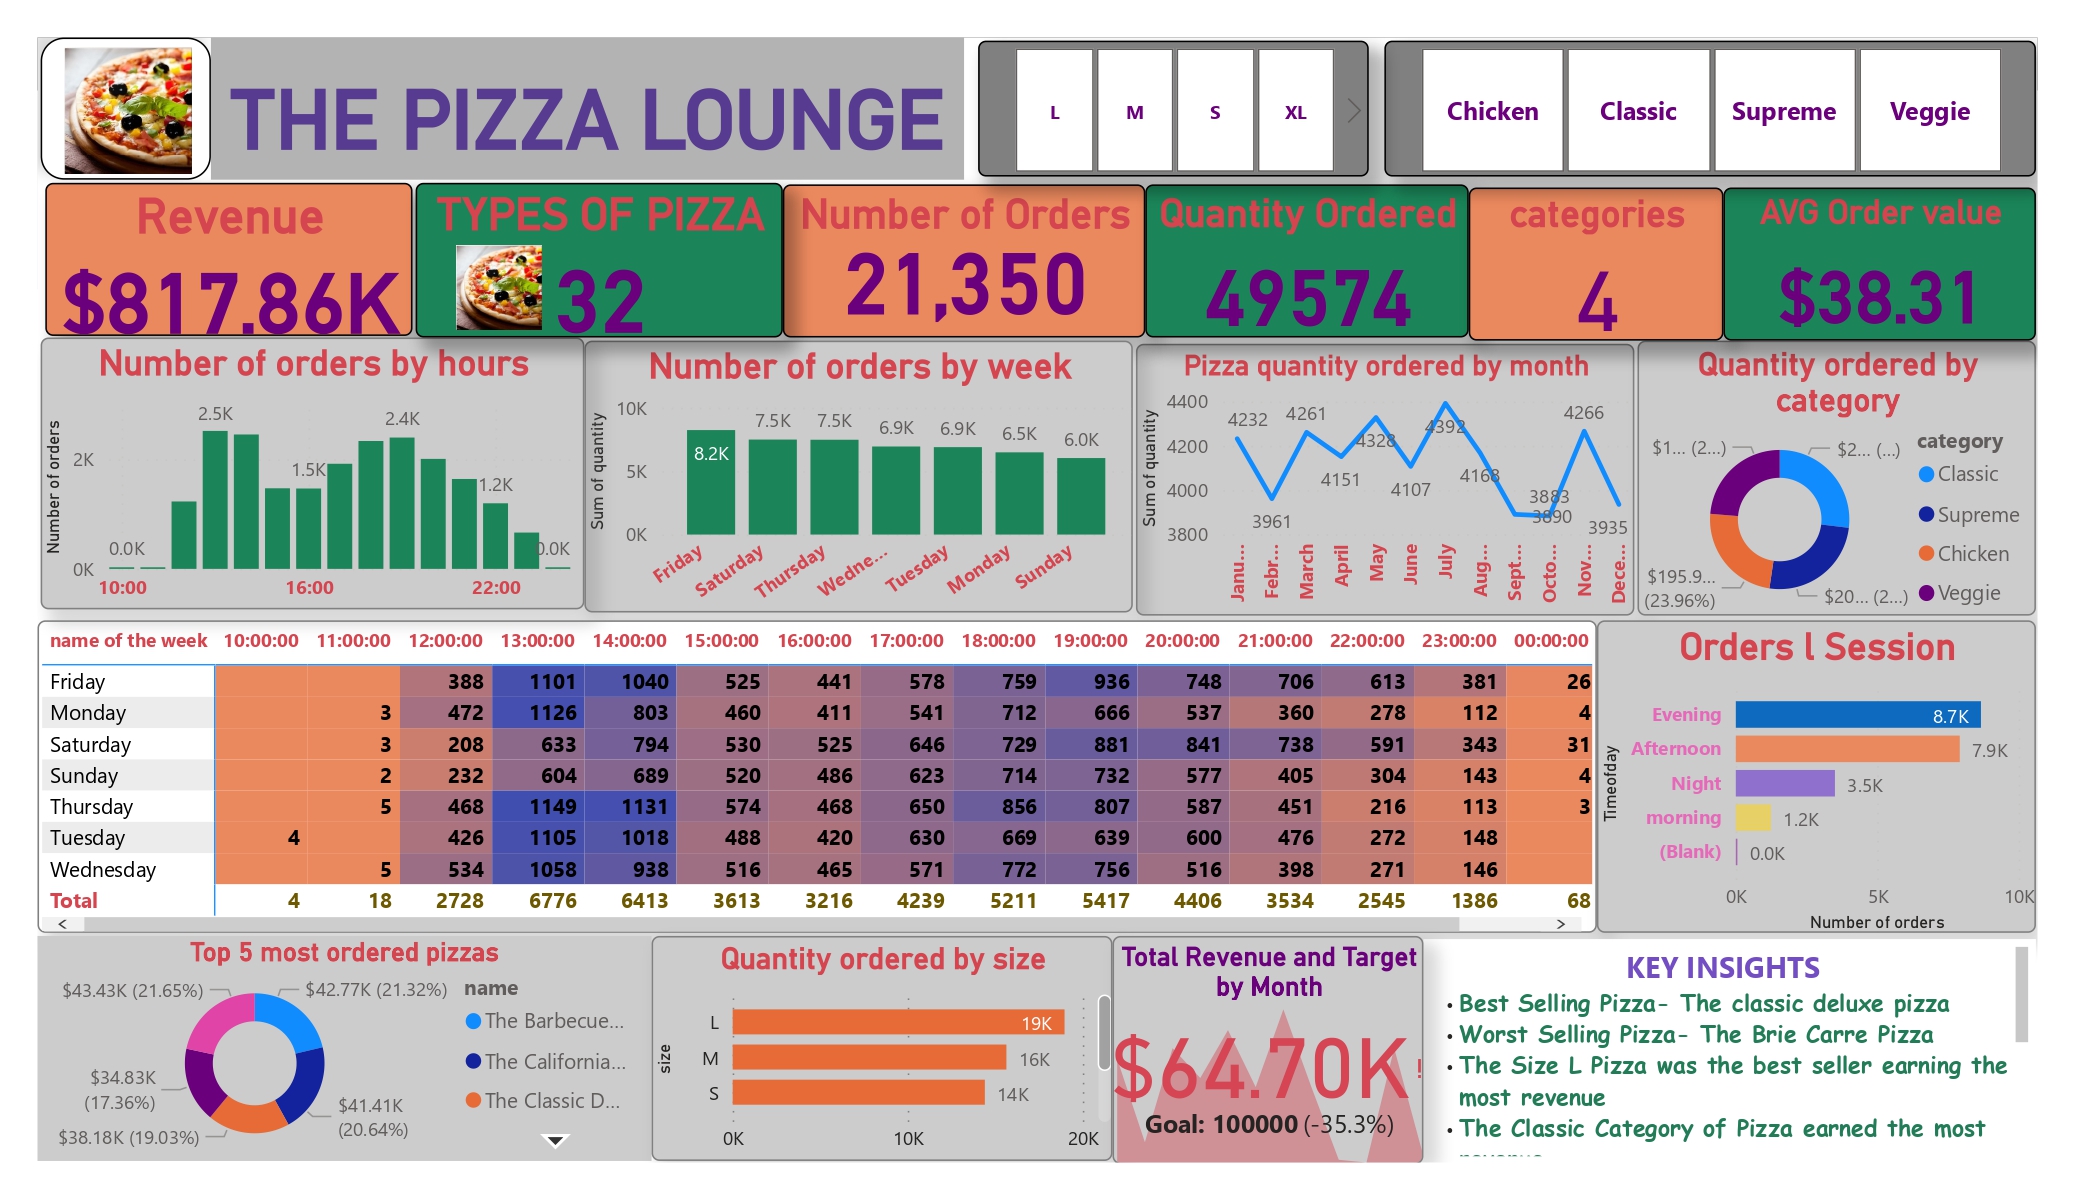 THE PIZZA LOUNGE
L
M
S
XL
Chicken
Classic
Supreme
Veggie
Revenue
$817.86K
TYPES OF PIZZA
32
Number of Orders
21,350
Quantity Ordered
49574
categories
4
AVG Order value
$38.31
Number of orders by hours
Number of orders
2K
0K
0.0K
2.5K
1.5K
2.4K
1.2K
0.0K
10:00
16:00
22:00
Number of orders by week
Sum of quantity
10K
5K
0K
8.2K
7.5K
7.5K
6.9K
6.9K
6.5K
6.0K
Friday
Saturday
Thursday
Wedne...
Tuesday
Monday
Sunday
Pizza quantity ordered by month
Sum of quantity
4400
4200
4000
3800
4232
3961
4261
4151
4328
4107
4392
4168
3883
3890
4266
3935
Janu...
Febr...
March
April
May
June
July
Aug...
Sept...
Octo...
Nov...
Dece...
Quantity ordered by
category
$1... (2...)
$2... (...)
$195.9...
(23.96%)
$20... (2...)
category
Classic
Supreme
Chicken
Veggie
name of the week 10:00:00 11:00:00 12:00:00 13:00:00 14:00:00 15:00:00 16:00:00 17:00:00 18:00:00 19:00:00 20:00:00 21:00:00 22:00:00 23:00:00 00:00:00
Friday 388 1101 1040 525 441 578 759 936 748 706 613 381 26
Monday 3 472 1126 803 460 411 541 712 666 537 360 278 112 4
Saturday 3 208 633 794 530 525 646 729 881 841 738 591 343 31
Sunday 2 232 604 689 520 486 623 714 732 577 405 304 143 4
Thursday 5 468 1149 1131 574 468 650 856 807 587 451 216 113 3
Tuesday 4 426 1105 1018 488 420 630 669 639 600 476 272 148
Wednesday 5 534 1058 938 516 465 571 772 756 516 398 271 146
Total 4 18 2728 6776 6413 3613 3216 4239 5211 5417 4406 3534 2545 1386 68
Orders l Session
Timeofday
Evening 8.7K
Afternoon 7.9K
Night 3.5K
morning 1.2K
(Blank) 0.0K
0K 5K 10K
Number of orders
Top 5 most ordered pizzas
$43.43K (21.65%)
$42.77K (21.32%)
$34.83K
(17.36%)
$41.41K
(20.64%)
$38.18K (19.03%)
name
The Barbecue...
The California...
The Classic D...
Quantity ordered by size
size
L 19K
M 16K
S 14K
0K 10K 20K
Total Revenue and Target
by Month
$64.70K!
Goal: 100000 (-35.3%)
KEY INSIGHTS
• Best Selling Pizza- The classic deluxe pizza
• Worst Selling Pizza- The Brie Carre Pizza
• The Size L Pizza was the best seller earning the
most revenue
• The Classic Category of Pizza earned the most